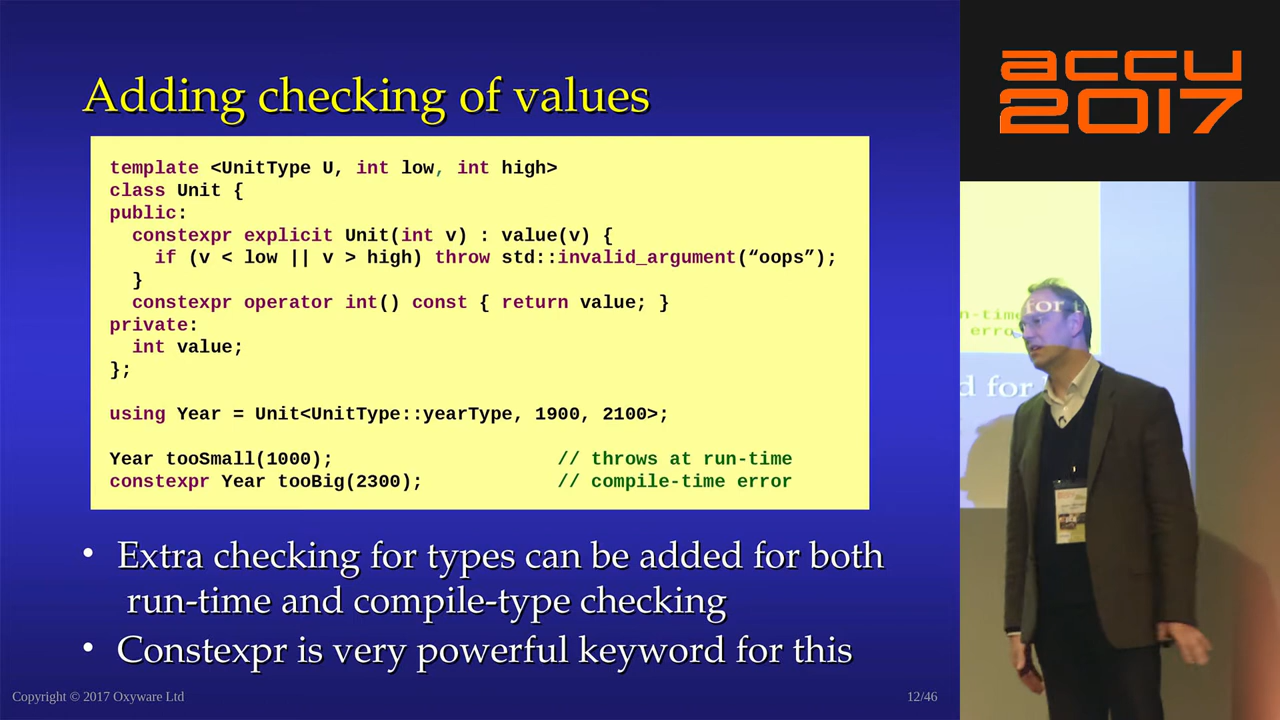 Adding checking of values
template <UnitType U, int low, int high>
class Unit {
public:
  constexpr explicit Unit(int v) : value(v) {
    if (v < low || v > high) throw std::invalid_argument(“oops”);
  }
  constexpr operator int() const { return value; }
private:
  int value;
};
using Year = Unit<UnitType::yearType, 1900, 2100>;
Year tooSmall(1000); // throws at run-time
constexpr Year tooBig(2300); // compile-time error
• Extra checking for types can be added for both
run-time and compile-type checking
• Constexpr is very powerful keyword for this
Copyright © 2017 Oxyware Ltd
12/46
accu
2017
for
n-time
erro
d for